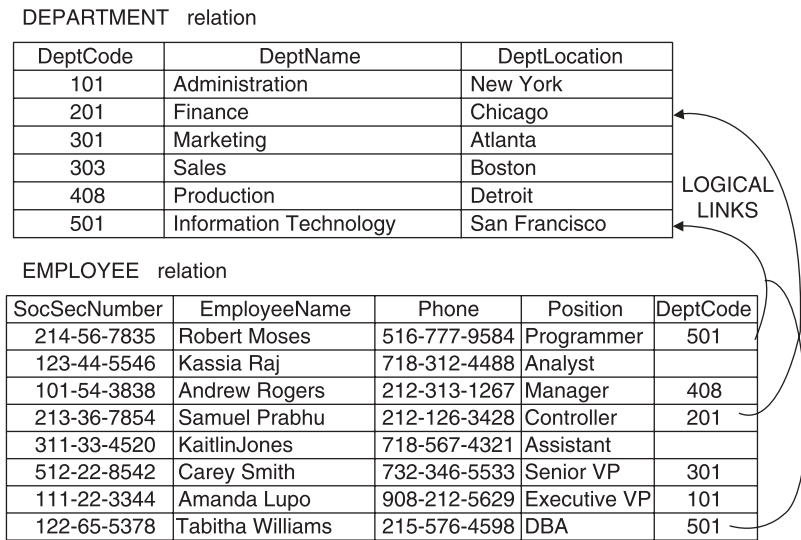 DEPARTMENT relation
DeptCode DeptName DeptLocation
101 Administration New York
201 Finance Chicago
301 Marketing Atlanta
303 Sales Boston
408 Production Detroit
501 Information Technology San Francisco
LOGICAL
LINKS
EMPLOYEE relation
SocSecNumber EmployeeName Phone Position DeptCode
214-56-7835 Robert Moses 516-777-9584 Programmer 501
123-44-5546 Kassia Raj 718-312-4488 Analyst
101-54-3838 Andrew Rogers 212-313-1267 Manager 408
213-36-7854 Samuel Prabhu 212-126-3428 Controller 201
311-33-4520 KaitlinJones 718-567-4321 Assistant
512-22-8542 Carey Smith 732-346-5533 Senior VP 301
111-22-3344 Amanda Lupo 908-212-5629 Executive VP 101
122-65-5378 Tabitha Williams 215-576-4598 DBA 501